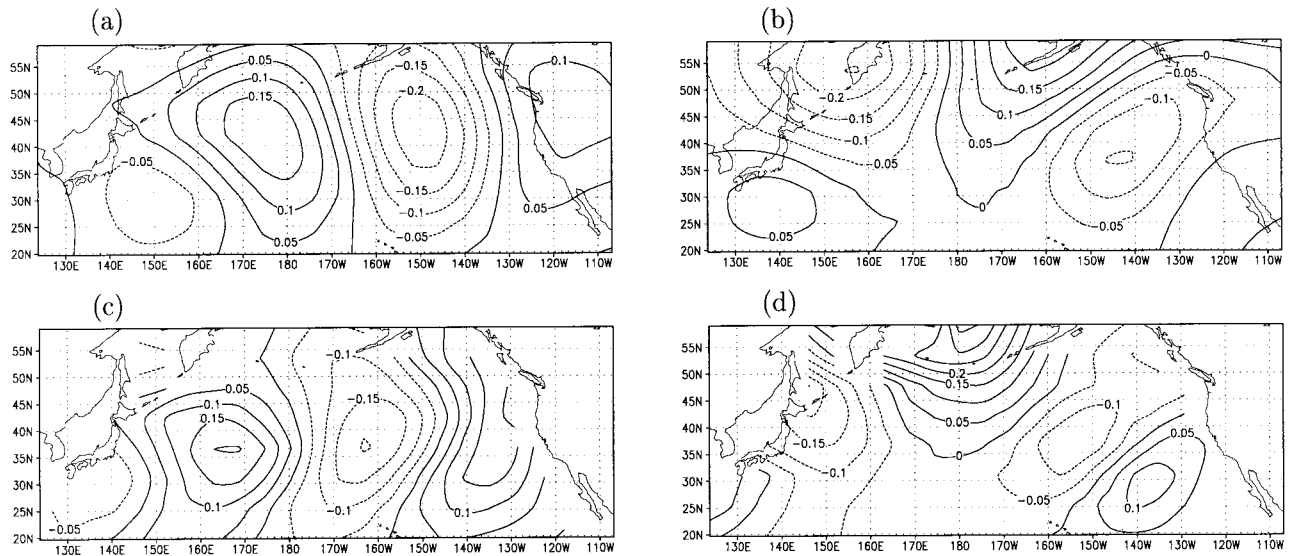 (a)
(b)
55N
50N
45N
40N
35N
30N
25N
20N
0.05
0.1
0.15
0.1
0.05
-0.05
-0.15
-0.2
-0.15
-0.1
-0.05
0.1
0.05
130E
140E
150E
160E
170E
180
170W
160W
150W
140W
130W
120W
110W
55N
50N
45N
40N
35N
30N
25N
20N
-0.2
-0.15
-0.1
-0.05
0.05
0.1
0.05
0
0
-0.05
-0.1
-0.1
-0.05
130E
140E
150E
160E
170E
180
170W
160W
150W
140W
130W
120W
110W
(c)
(d)
55N
50N
45N
40N
35N
30N
25N
20N
0.05
0.1
0.15
0.1
-0.05
-0.1
-0.15
-0.1
0.1
130E
140E
150E
160E
170E
180
170W
160W
150W
140W
130W
120W
110W
55N
50N
45N
40N
35N
30N
25N
20N
-0.15
-0.1
0.2
0.15
0.05
0
-0.1
-0.05
0.05
0.1
130E
140E
150E
160E
170E
180
170W
160W
150W
140W
130W
120W
110W